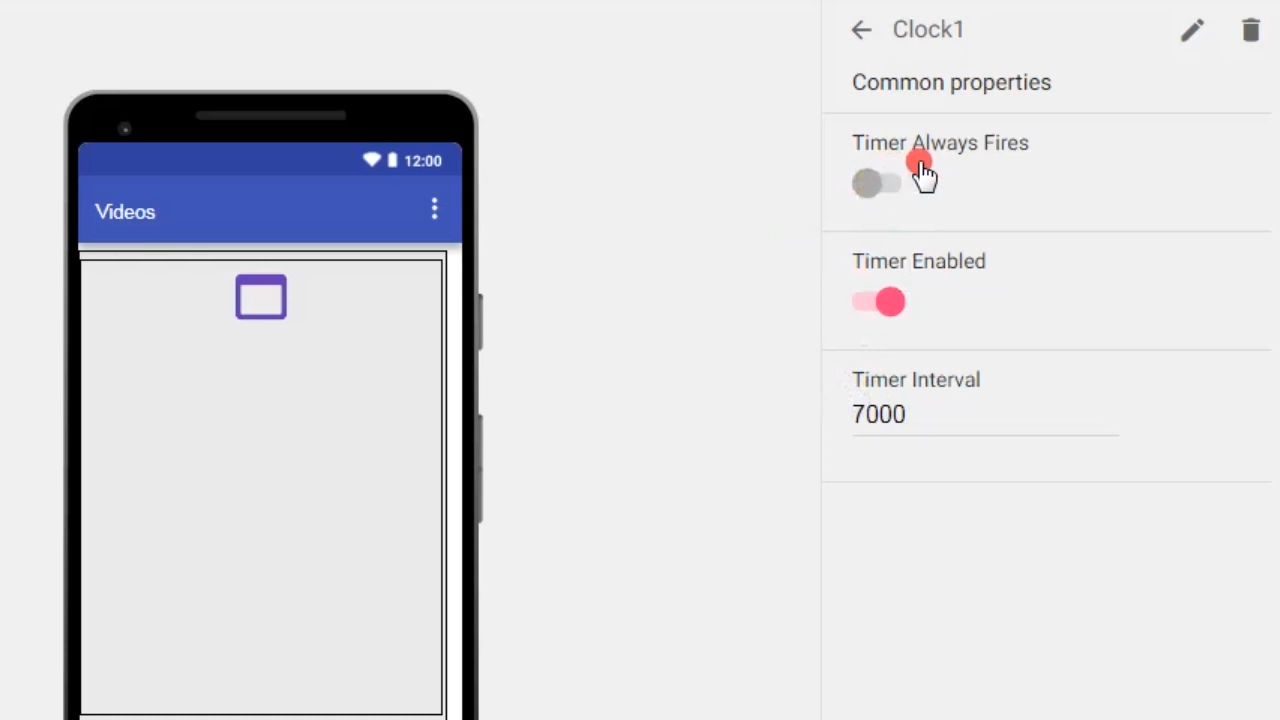 Clock1
Common properties
12:00
Videos
Timer Always Fires
Timer Enabled
Timer Interval
7000